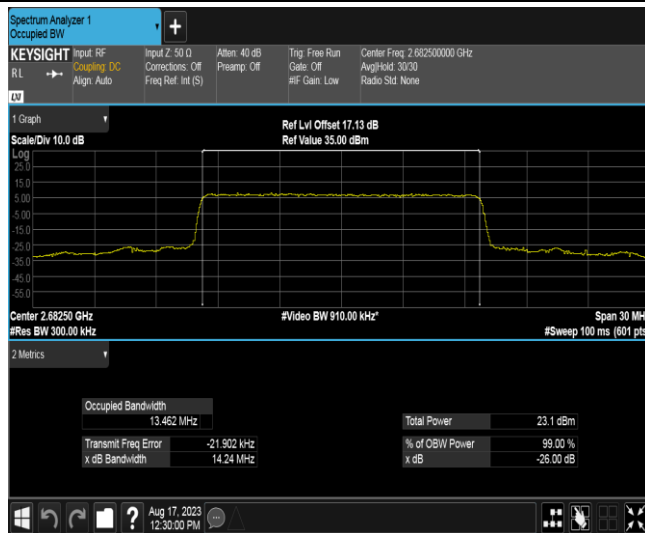 Spectrum Analyzer 1
Occupied BW
+
KEYSIGHT
RL
Input: RF
Coupling: DC
Align: Auto
Input Z: 50 Ω
Corrections: Off
Freq Ref: Int (S)
Atten: 40 dB
Preamp: Off
Trig: Free Run
Gate: Off
#IF Gain: Low
Center Freq: 2.682500000 GHz
Avg|Hold: 30/30
Radio Std: None
1 Graph
Scale/Div 10.0 dB
Ref Lvl Offset 17.13 dB
Ref Value 35.00 dBm
Log
25.0
15.0
5.00
-5.00
-15.0
-25.0
-35.0
-45.0
-55.0
Center 2.68250 GHz
#Res BW 300.00 kHz
#Video BW 910.00 kHz*
Span 30 MH
#Sweep 100 ms (601 pts
2 Metrics
Occupied Bandwidth
13.462 MHz
Transmit Freq Error -21.902 kHz
x dB Bandwidth 14.24 MHz
Total Power 23.1 dBm
% of OBW Power 99.00 %
x dB -26.00 dB
?
Aug 17, 2023
12:30:00 PM